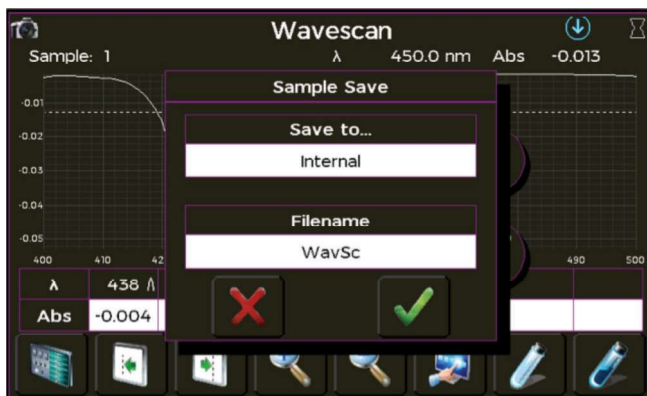 Wavescan
Sample: 1 λ 450.0 nm Abs -0.013
Sample Save
Save to...
Internal
Filename
WavSc
-0.01
-0.02
-0.03
-0.04
-0.05
400 410 42 490 500
λ 438
Abs -0.004